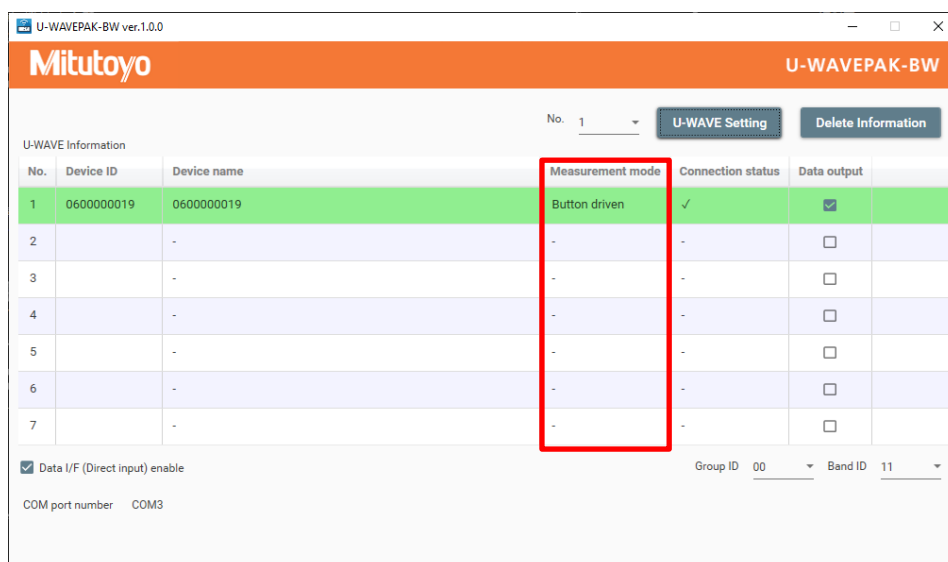 U-WAVEPAK-BW ver.1.0.0
Mitutoyo U-WAVEPAK-BW
No. 1 U-WAVE Setting Delete Information
U-WAVE Information
No. Device ID Device name Measurement mode Connection status Data output
1 0600000019 0600000019 Button driven ✓
2 - - -
3 - - -
4 - - -
5 - - -
6 - - -
7 - - -
Data I/F (Direct input) enable Group ID 00 Band ID 11
COM port number COM3